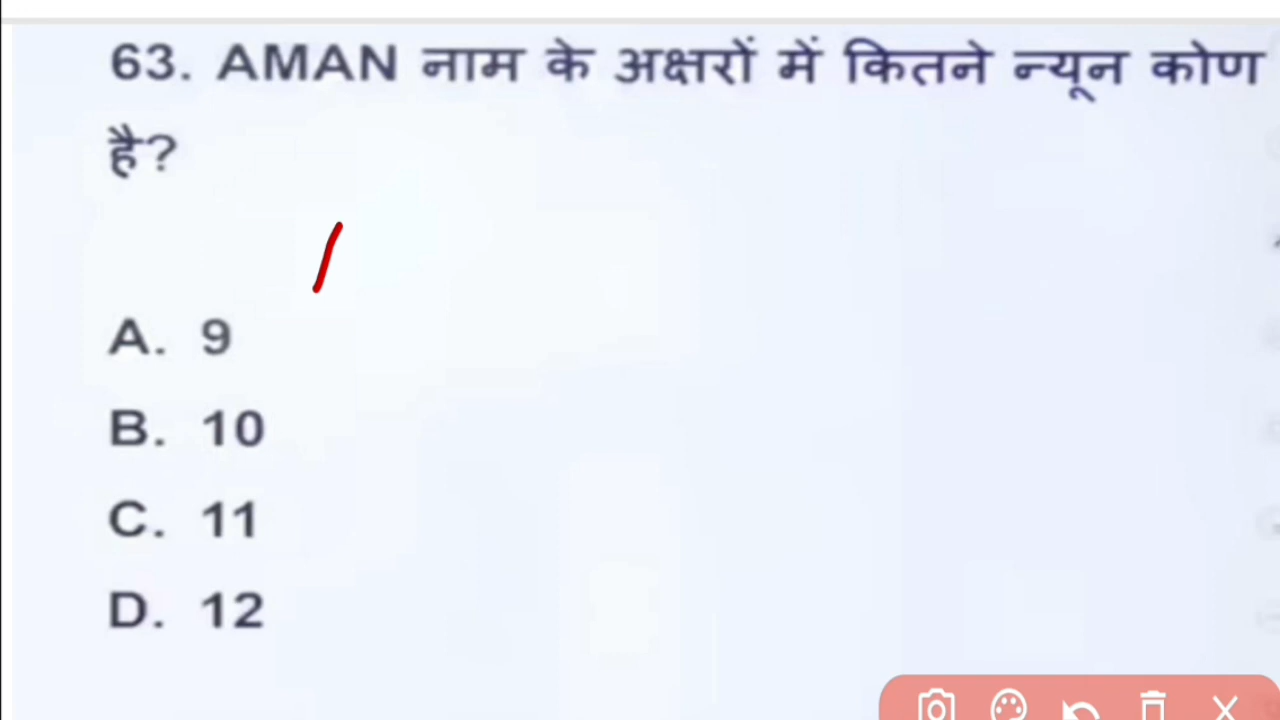 63. AMAN नाम के अक्षरों में कितने न्यून कोण
है?
A. 9
B. 10
C. 11
D. 12